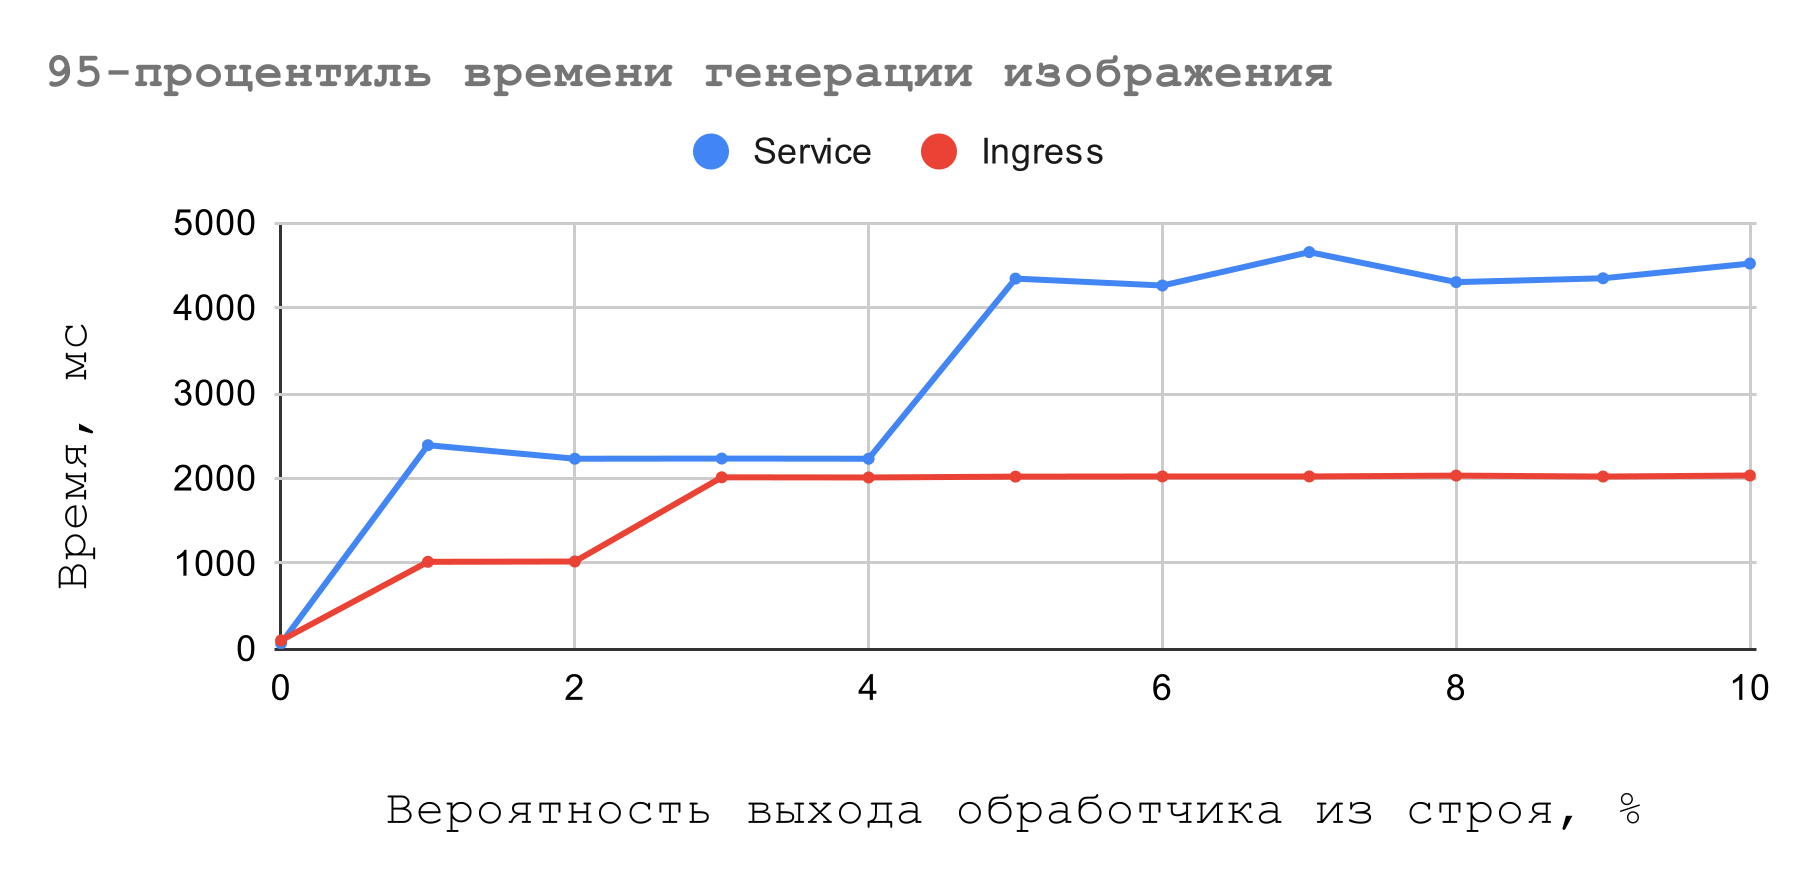 95-процентиль времени генерации изображения
Service Ingress
5000
4000
3000
2000
1000
0
Время, мс
0 2 4 6 8 10
Вероятность выхода обработчика из строя, %